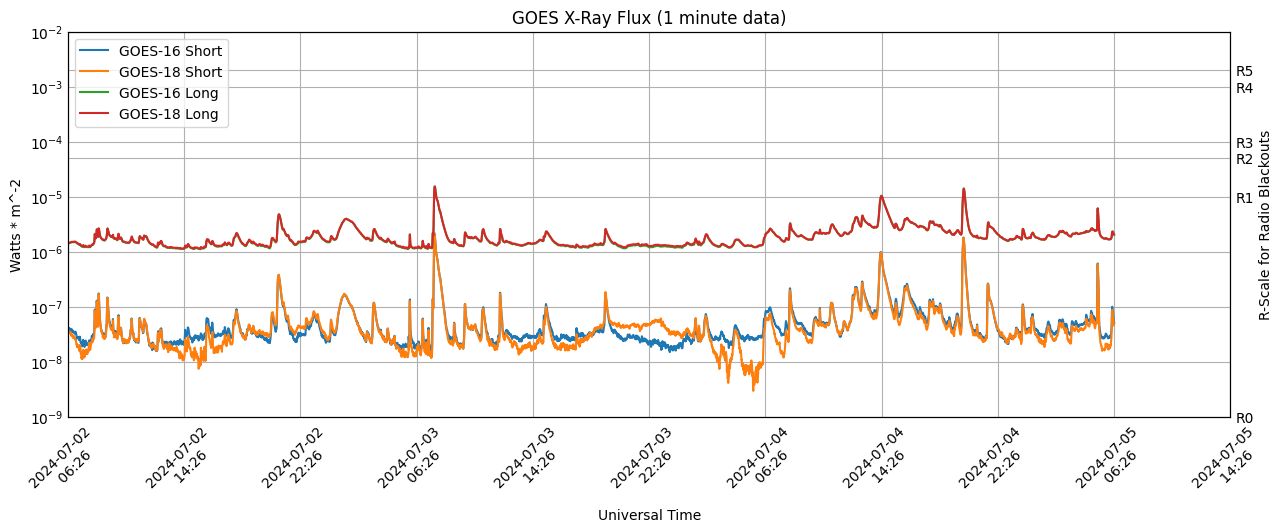 GOES X-Ray Flux (1 minute data)
GOES-16 Short
GOES-18 Short
GOES-16 Long
GOES-18 Long
Watts * m^-2
10^-2
10^-3
10^-4
10^-5
10^-6
10^-7
10^-8
10^-9
R5
R4
R3
R2
R1
R0
R-Scale for Radio Blackouts
2024-07-02
06:26
2024-07-02
14:26
2024-07-02
22:26
2024-07-03
06:26
2024-07-03
14:26
2024-07-03
22:26
2024-07-04
06:26
2024-07-04
14:26
2024-07-04
22:26
2024-07-05
06:26
2024-07-05
14:26
Universal Time